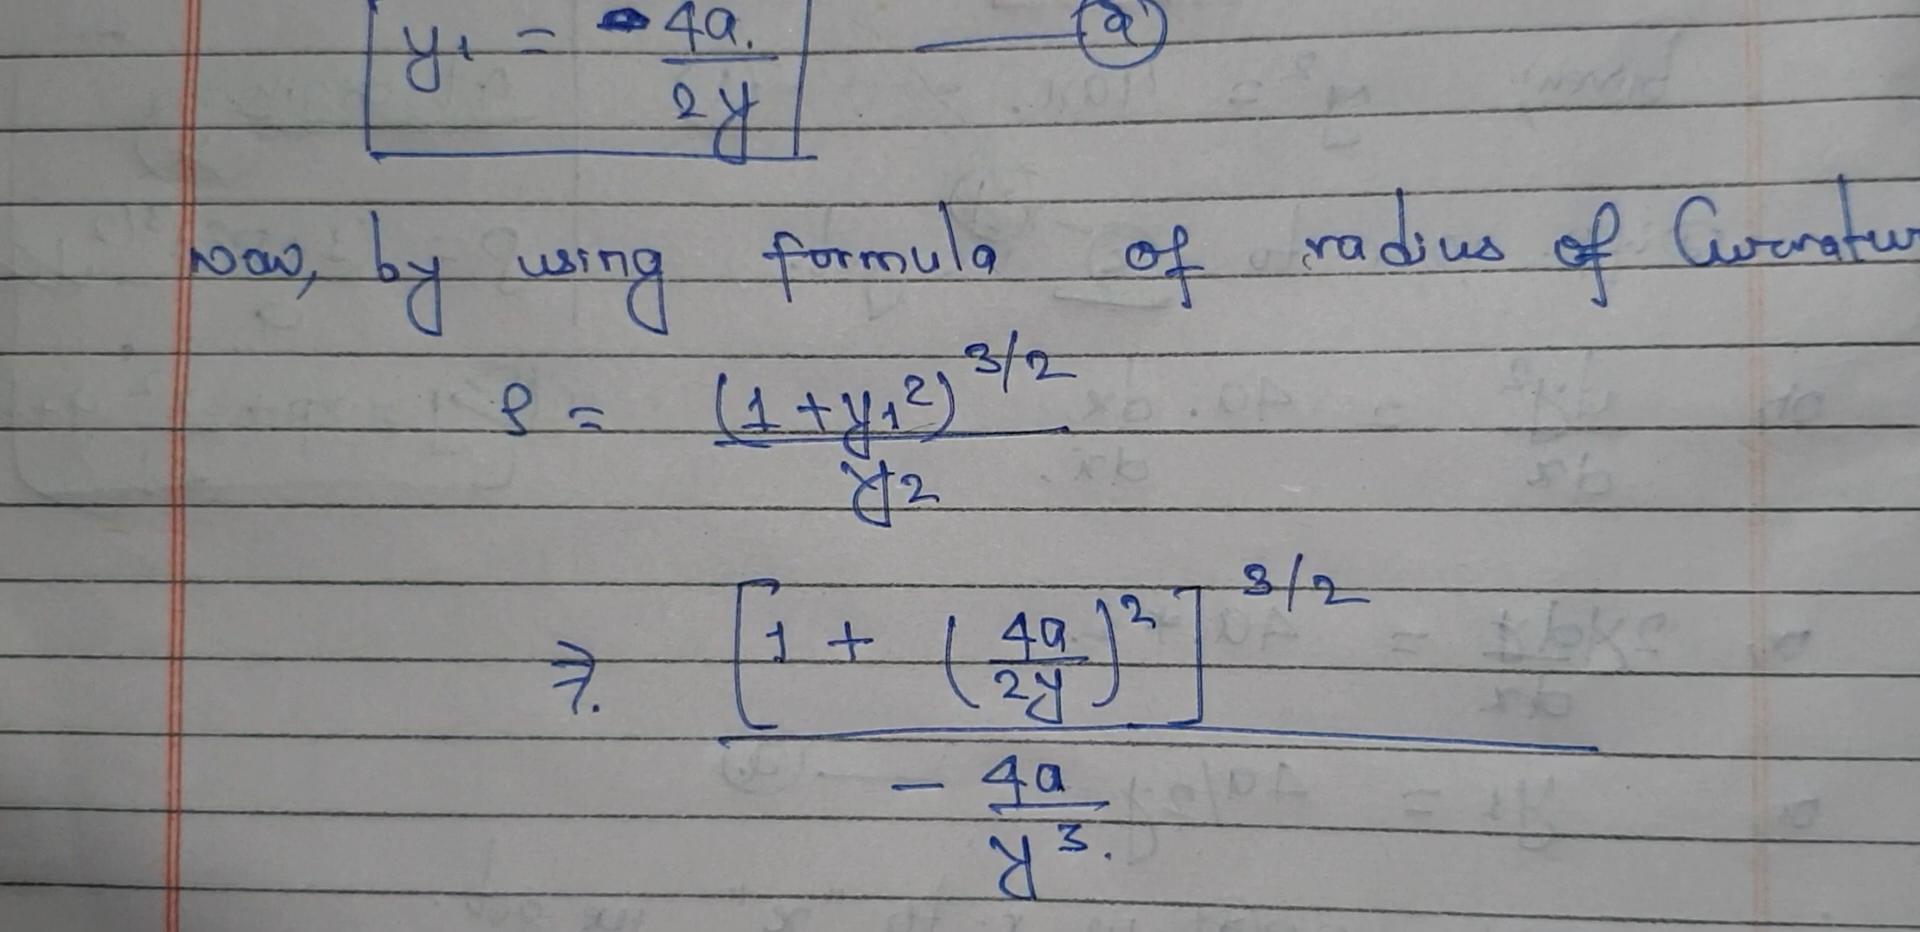 y₁ = - 4a. / 2y —— (a)
Now, by using formula of radius of Curvatur
ρ = (1 + y₁²)^3/2 / y₂
⇒. [1 + (4a / 2y)²]^3/2 / - 4a / y³.